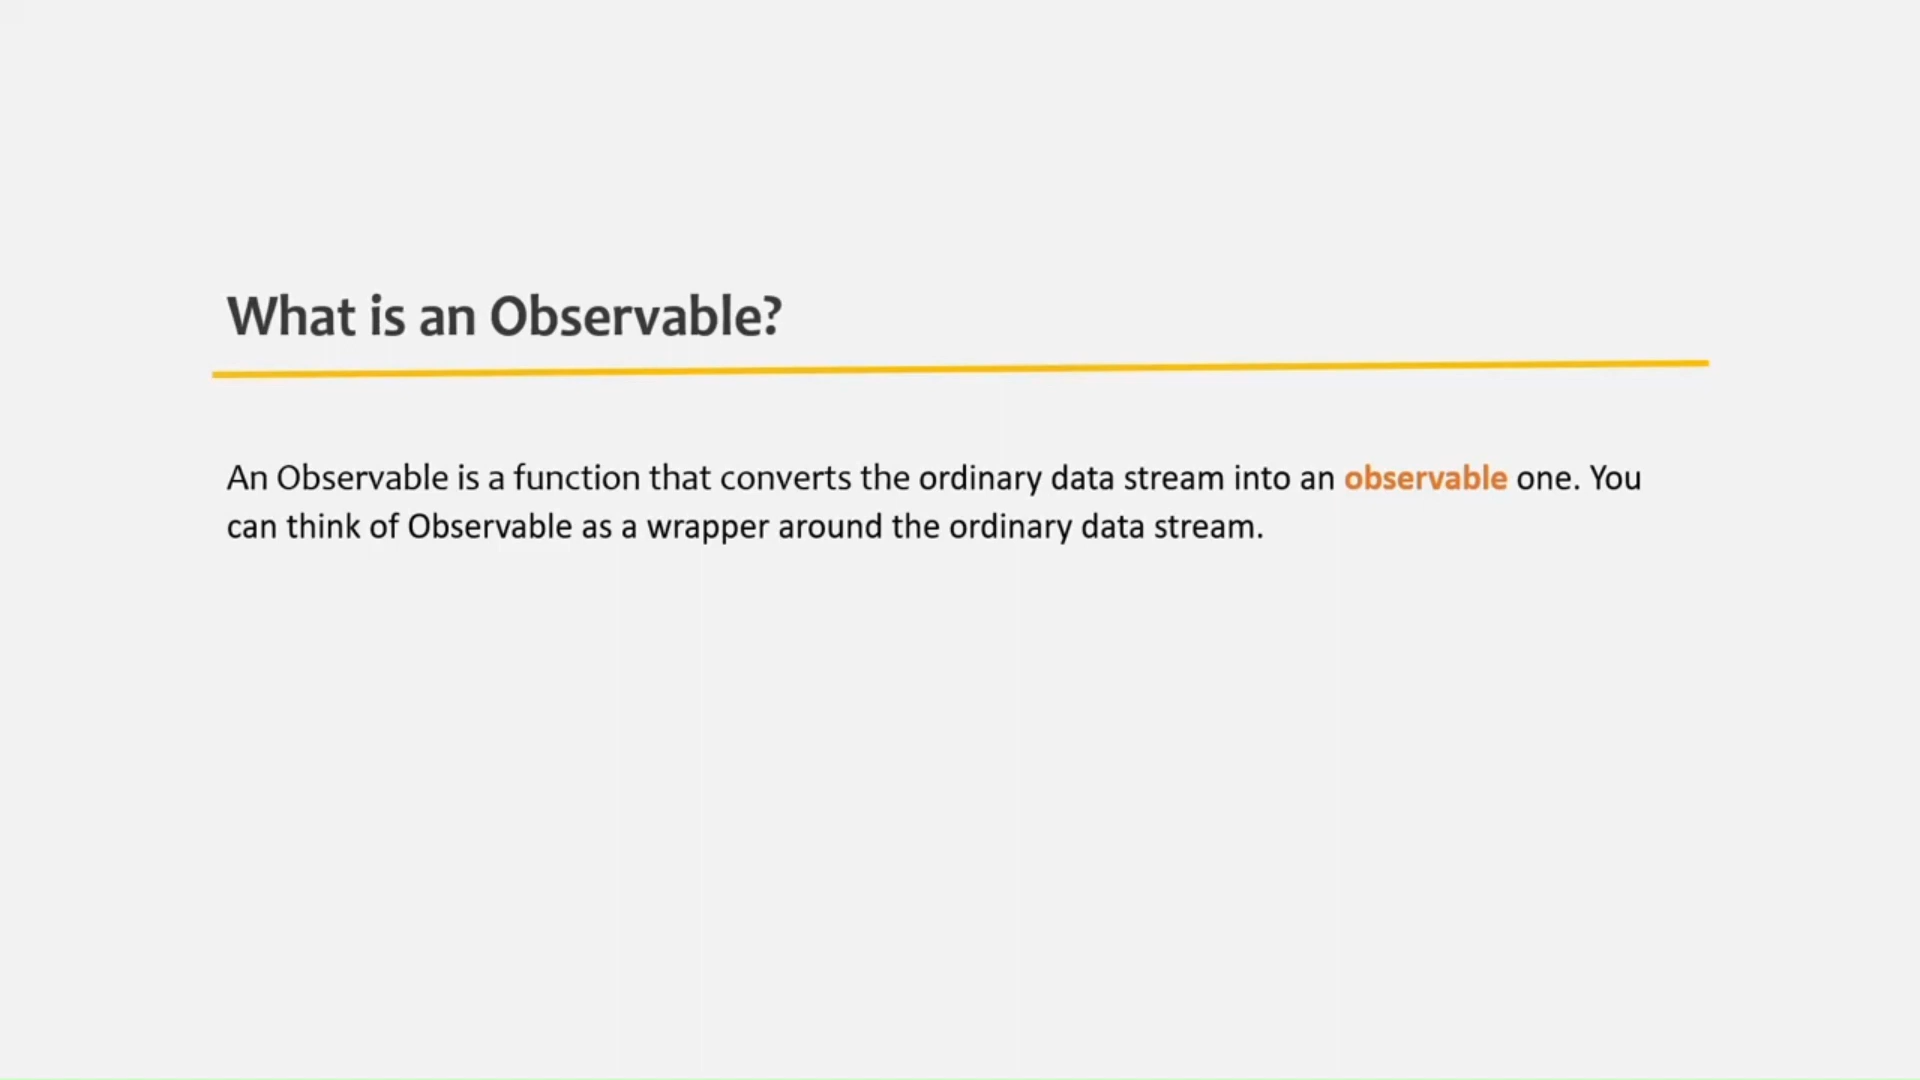 What is an Observable?
An Observable is a function that converts the ordinary data stream into an observable one. You
can think of Observable as a wrapper around the ordinary data stream.